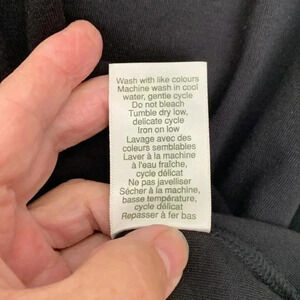 Wash with like colours
Machine wash in cool
water, gentle cycle
Do not bleach
Tumble dry low,
delicate cycle
Iron on low
Lavage avec des
couleurs semblables
Laver à la machine
à l'eau fraîche,
cycle délicat
Ne pas javelliser
Sécher à la machine,
basse température,
cycle délicat
Repasser à fer bas